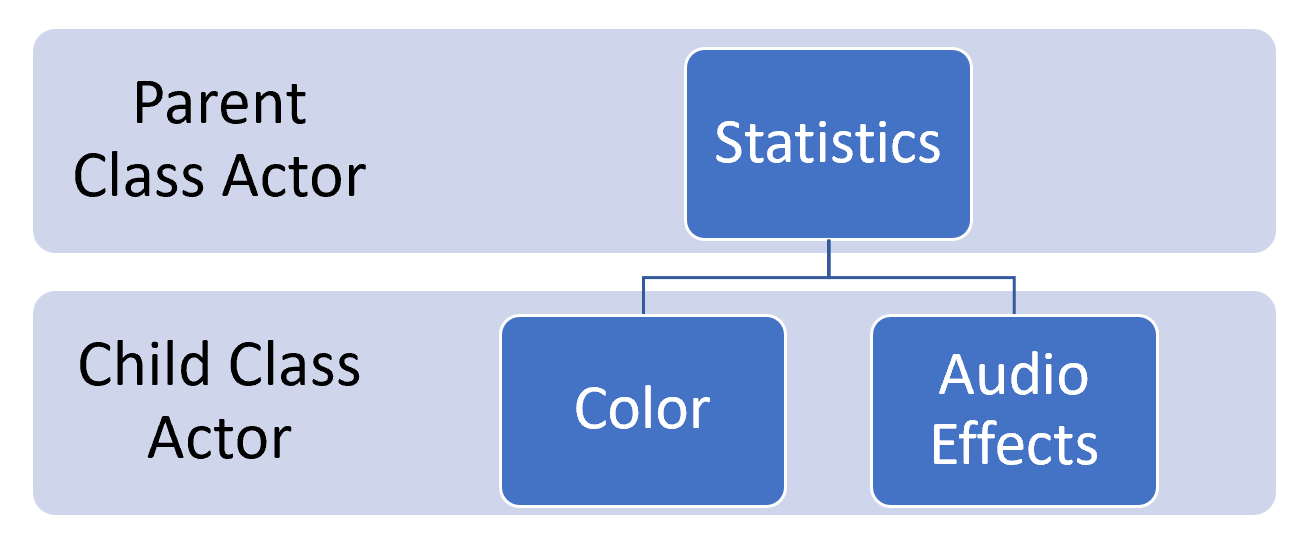 Parent
Class Actor
Statistics
Child Class
Actor
Color
Audio
Effects